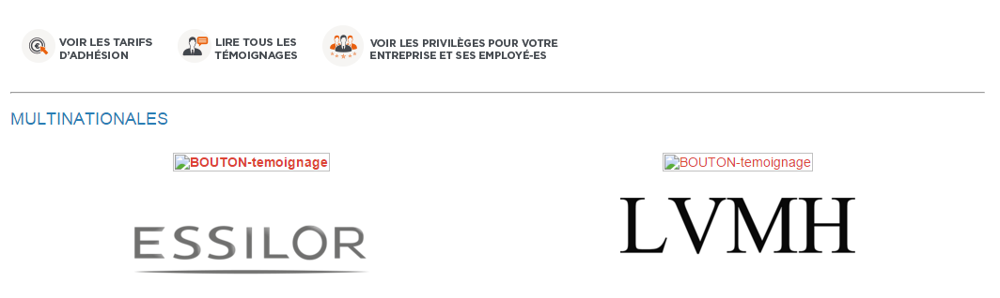 VOIR LES TARIFS
D'ADHÉSION
LIRE TOUS LES
TÉMOIGNAGES
VOIR LES PRIVILÈGES POUR VOTRE
ENTREPRISE ET SES EMPLOYÉ-ES
MULTINATIONALES
BOUTON-temoignage
BOUTON-temoignage
ESSILOR
LVMH